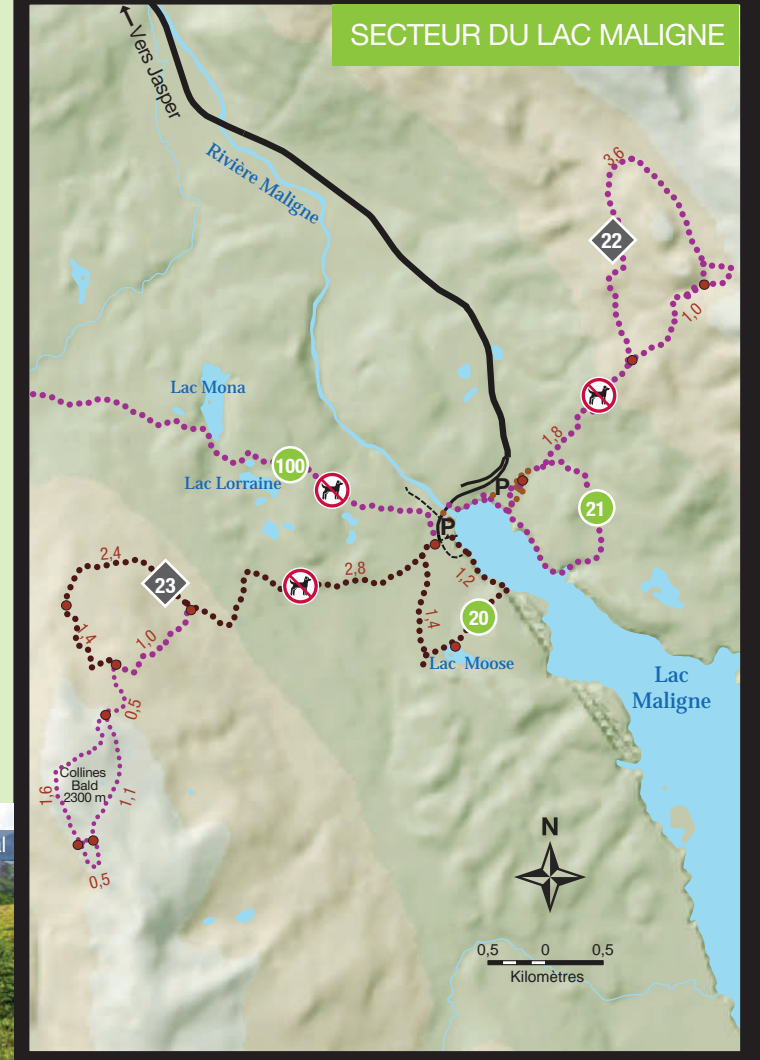 SECTEUR DU LAC MALIGNE
Vers Jasper
Rivière Maligne
3,6
22
1,0
Lac Mona
1,8
100
Lac Lorraine
P
21
P
2,4
2,8
23
1,2
1,4
1,4
20
1,0
Lac Moose
Lac
Maligne
0,5
Collines
Bald
2300 m
1,6
1,1
0,5
N
0,5
0
0,5
Kilomètres